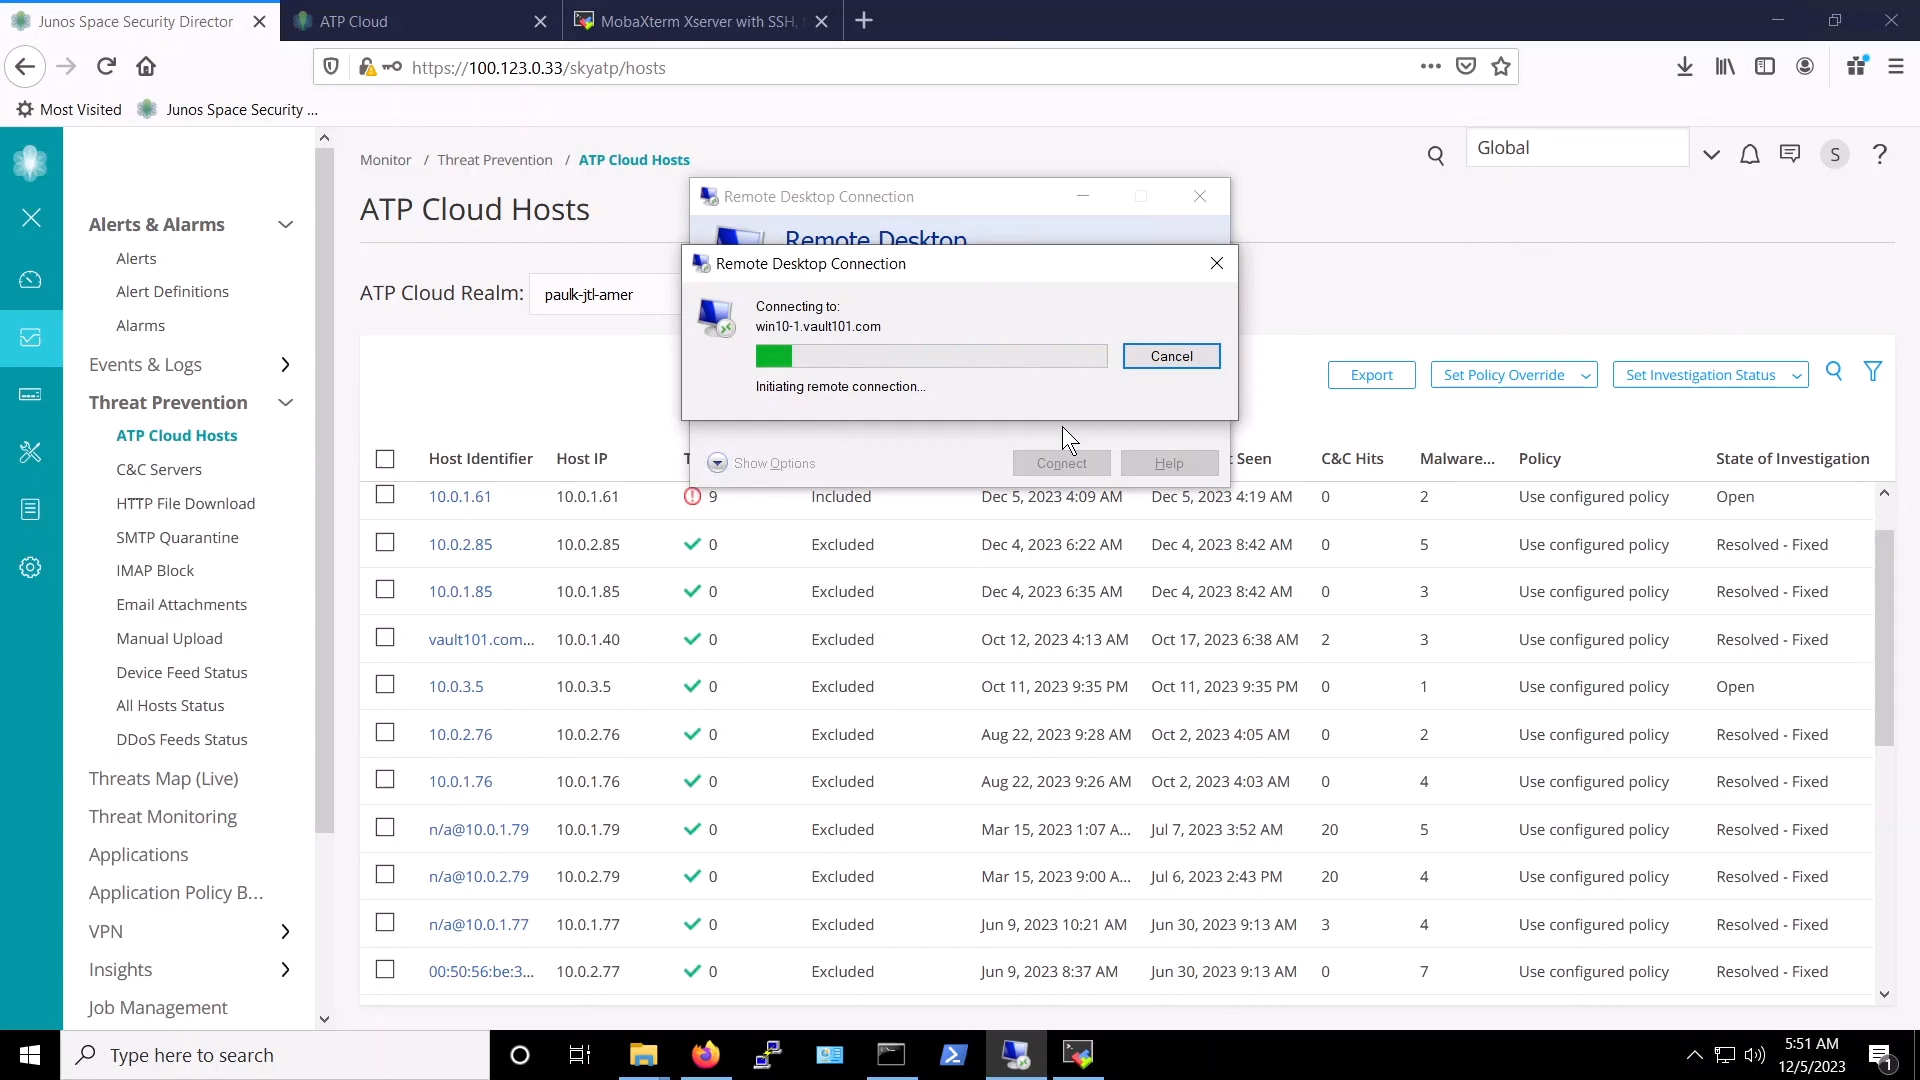 Junos Space Security Director
ATP Cloud
MobaXterm Xserver with SSH,
https://100.123.0.33/skyatp/hosts
Most Visited
Junos Space Security ...
Alerts & Alarms
Alerts
Alert Definitions
Alarms
Events & Logs
Threat Prevention
ATP Cloud Hosts
C&C Servers
HTTP File Download
SMTP Quarantine
IMAP Block
Email Attachments
Manual Upload
Device Feed Status
All Hosts Status
DDoS Feeds Status
Threats Map (Live)
Threat Monitoring
Applications
Application Policy B...
VPN
Insights
Job Management
Monitor / Threat Prevention / ATP Cloud Hosts
Global
S
?
ATP Cloud Hosts
ATP Cloud Realm: paulk-jtl-amer
Remote Desktop Connection
Remote Desktop
Remote Desktop Connection
Connecting to:
win10-1.vault101.com
Cancel
Initiating remote connection...
Show Options
Connect
Help
Export
Set Policy Override
Set Investigation Status
Host Identifier Host IP T Seen C&C Hits Malware... Policy State of Investigation
10.0.1.61 10.0.1.61 9 Included Dec 5, 2023 4:09 AM Dec 5, 2023 4:19 AM 0 2 Use configured policy Open
10.0.2.85 10.0.2.85 0 Excluded Dec 4, 2023 6:22 AM Dec 4, 2023 8:42 AM 0 5 Use configured policy Resolved - Fixed
10.0.1.85 10.0.1.85 0 Excluded Dec 4, 2023 6:35 AM Dec 4, 2023 8:42 AM 0 3 Use configured policy Resolved - Fixed
vault101.com... 10.0.1.40 0 Excluded Oct 12, 2023 4:13 AM Oct 17, 2023 6:38 AM 2 3 Use configured policy Resolved - Fixed
10.0.3.5 10.0.3.5 0 Excluded Oct 11, 2023 9:35 PM Oct 11, 2023 9:35 PM 0 1 Use configured policy Open
10.0.2.76 10.0.2.76 0 Excluded Aug 22, 2023 9:28 AM Oct 2, 2023 4:05 AM 0 2 Use configured policy Resolved - Fixed
10.0.1.76 10.0.1.76 0 Excluded Aug 22, 2023 9:26 AM Oct 2, 2023 4:03 AM 0 4 Use configured policy Resolved - Fixed
n/a@10.0.1.79 10.0.1.79 0 Excluded Mar 15, 2023 1:07 A... Jul 7, 2023 3:52 AM 20 5 Use configured policy Resolved - Fixed
n/a@10.0.2.79 10.0.2.79 0 Excluded Mar 15, 2023 9:00 A... Jul 6, 2023 2:43 PM 20 4 Use configured policy Resolved - Fixed
n/a@10.0.1.77 10.0.1.77 0 Excluded Jun 9, 2023 10:21 AM Jun 30, 2023 9:13 AM 3 4 Use configured policy Resolved - Fixed
00:50:56:be:3... 10.0.2.77 0 Excluded Jun 9, 2023 8:37 AM Jun 30, 2023 9:13 AM 0 7 Use configured policy Resolved - Fixed
Type here to search
5:51 AM
12/5/2023
1